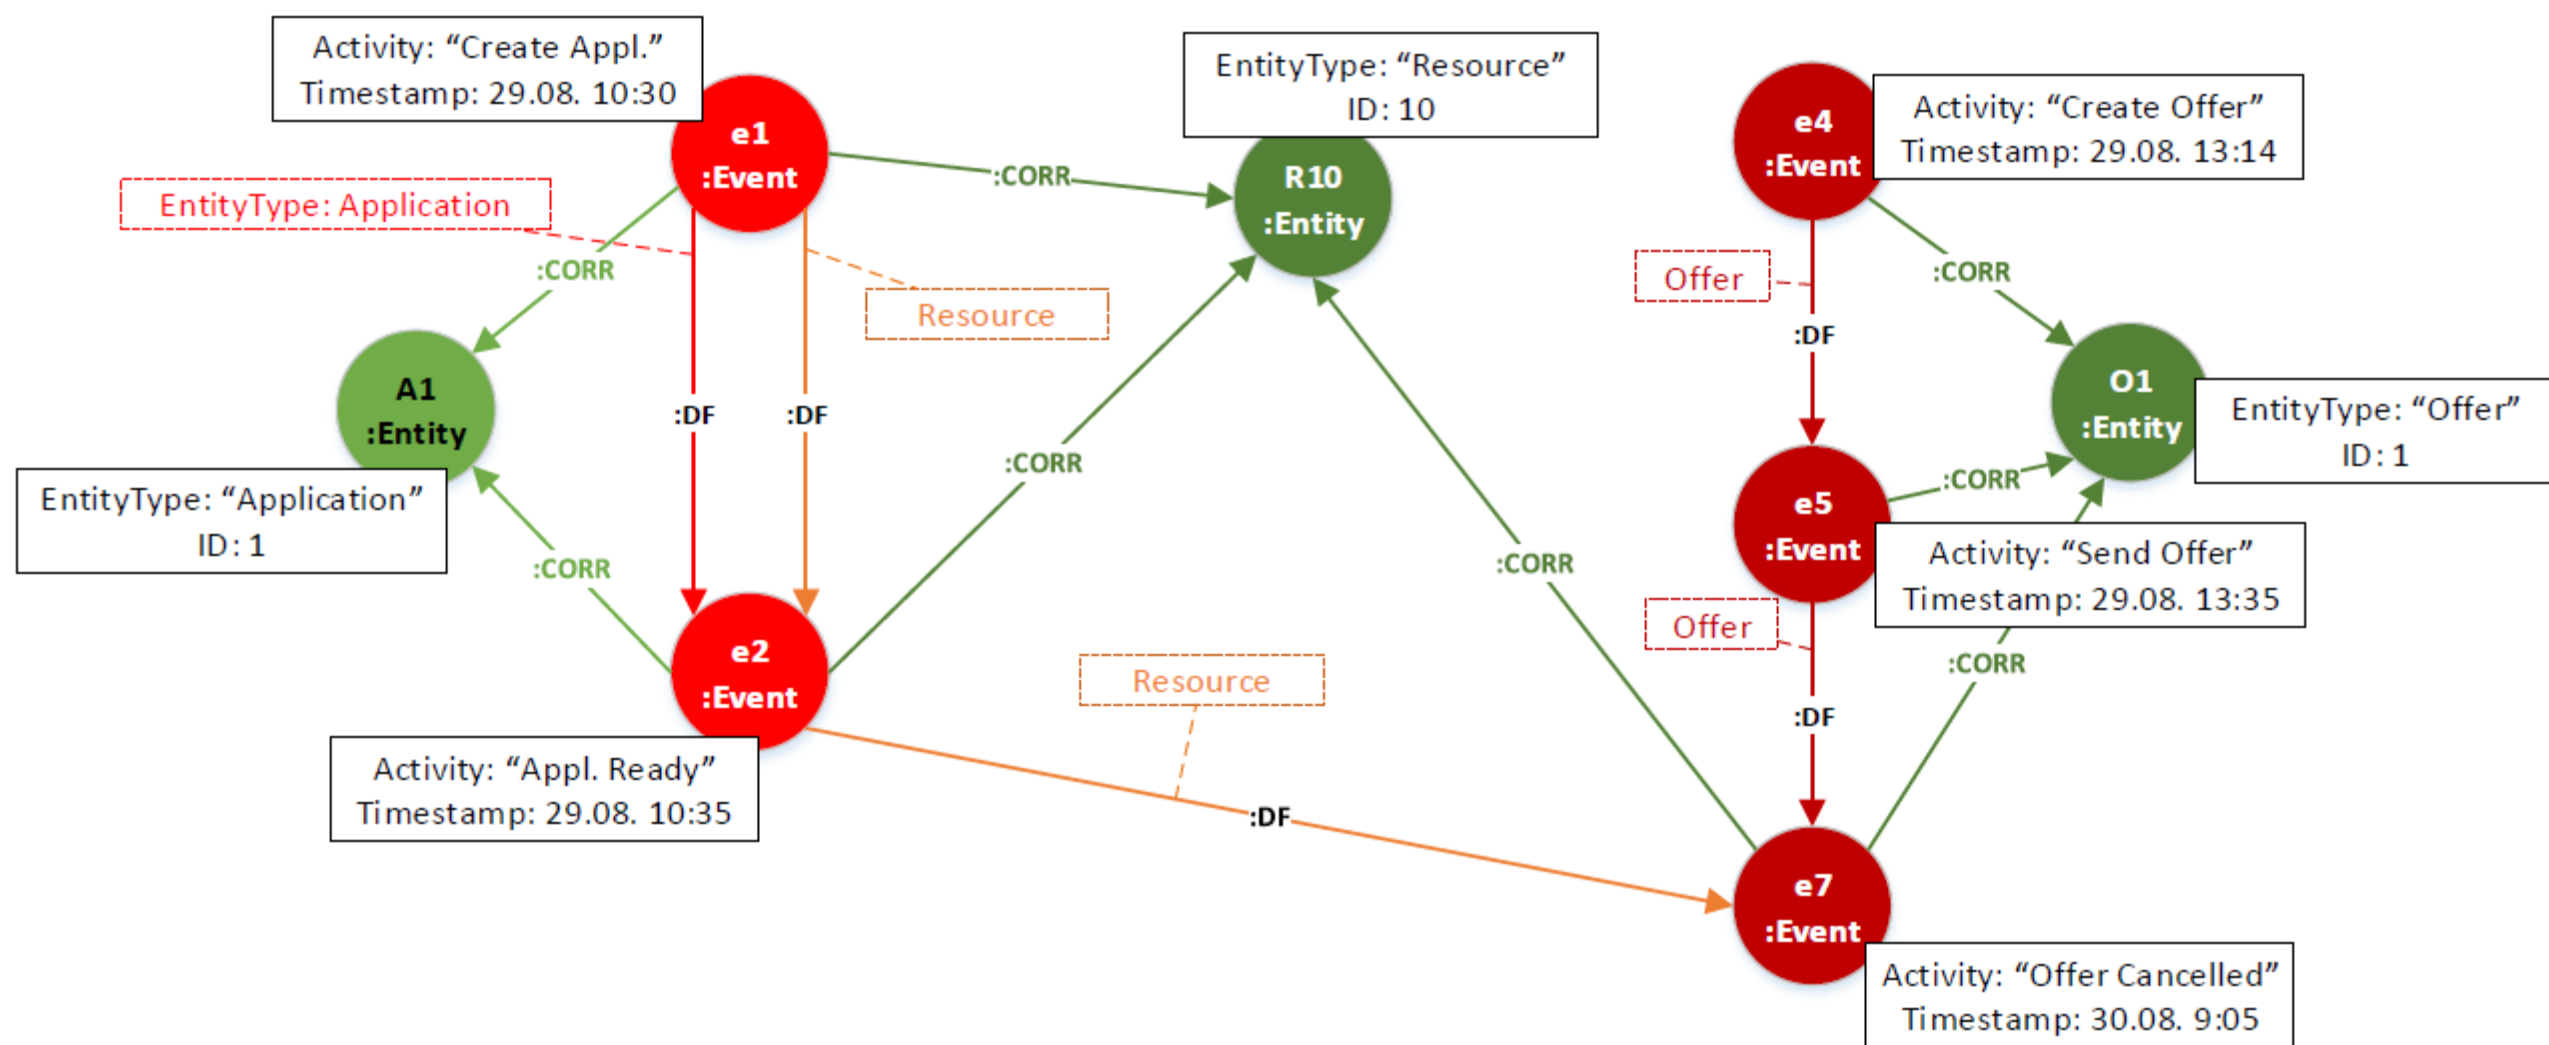 Activity: “Create Appl.”
Timestamp: 29.08. 10:30
e1
:Event
EntityType: “Resource”
ID: 10
R10
:Entity
e4
:Event
Activity: “Create Offer”
Timestamp: 29.08. 13:14
EntityType: Application
:CORR
:CORR
Resource
Offer
:CORR
:DF
A1
:Entity
EntityType: “Application”
ID: 1
:DF
:DF
:CORR
O1
:Entity
EntityType: “Offer”
ID: 1
:CORR
e5
:Event
Activity: “Send Offer”
Timestamp: 29.08. 13:35
:CORR
:CORR
Offer
:CORR
e2
:Event
Resource
:DF
Activity: “Appl. Ready”
Timestamp: 29.08. 10:35
:DF
e7
:Event
Activity: “Offer Cancelled”
Timestamp: 30.08. 9:05